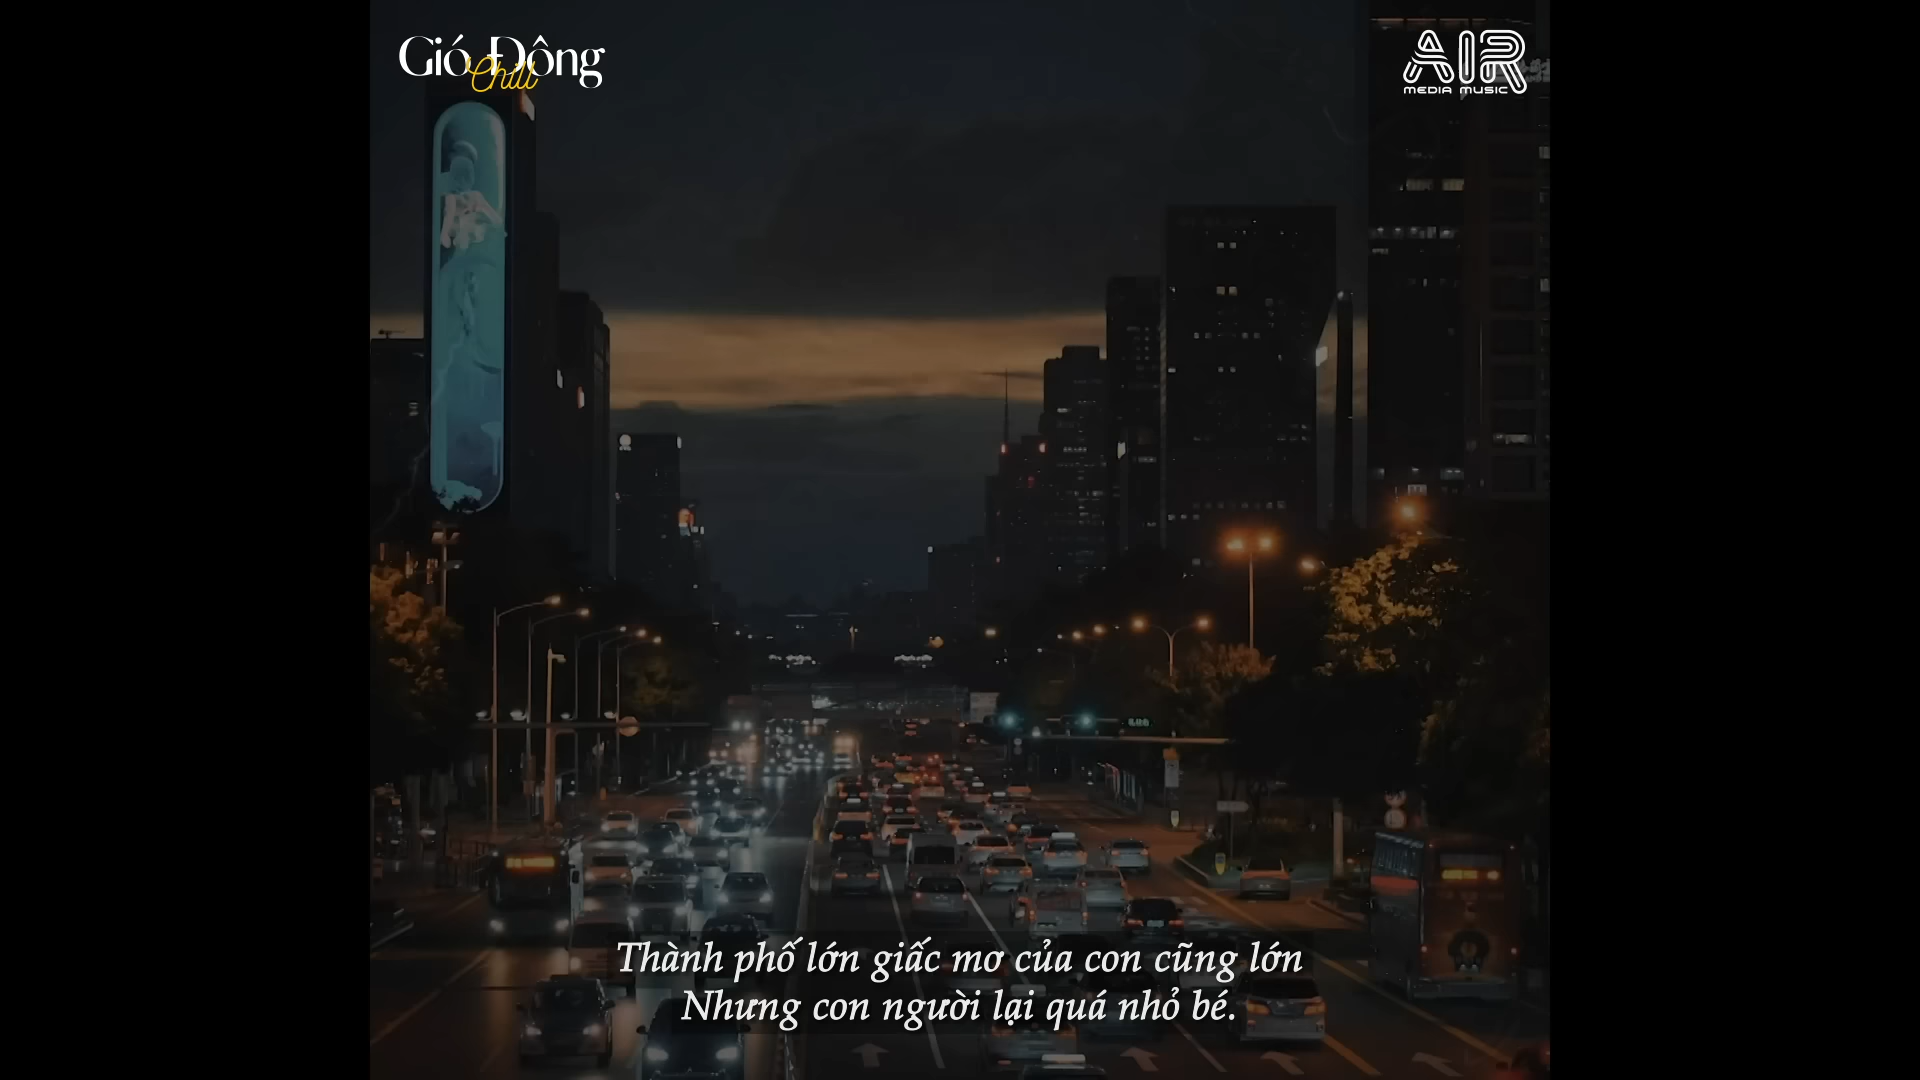 Gió Đông
Chill
AIR
MEDIA MUSIC
Thành phố lớn giấc mơ của con cũng lớn
Nhưng con người lại quá nhỏ bé.